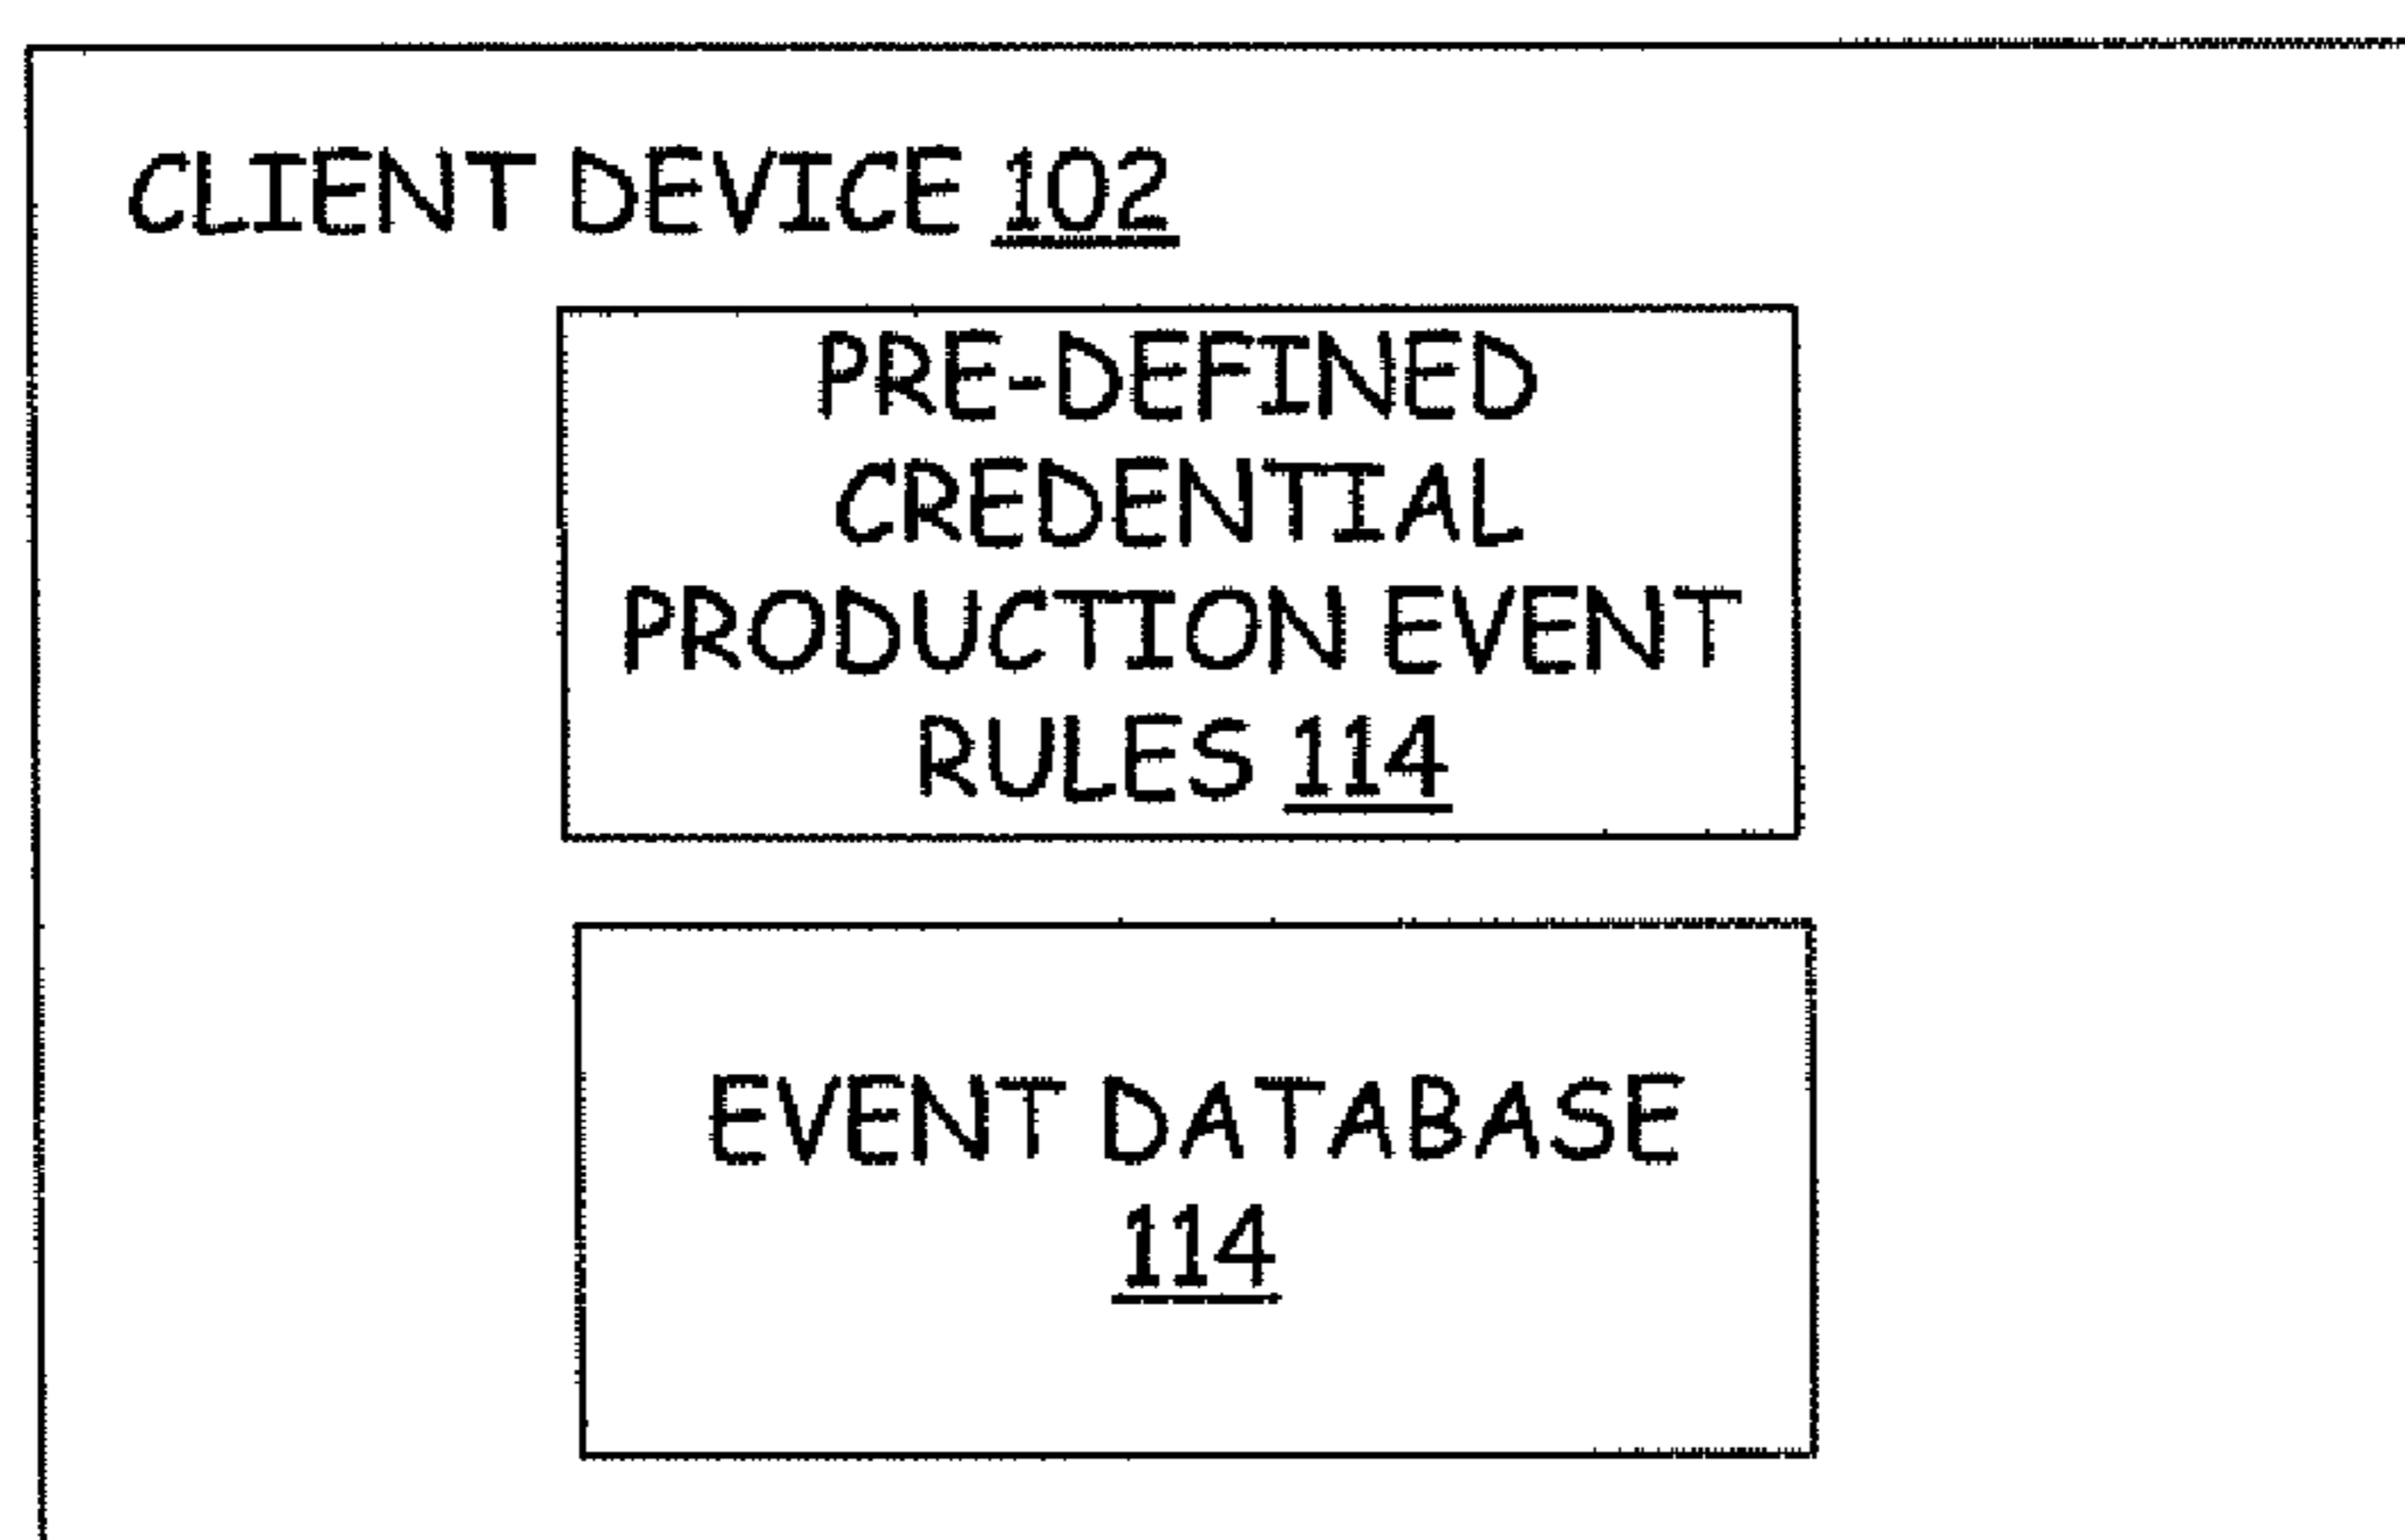 CLIENT DEVICE 102
PRE-DEFINED
CREDENTIAL
PRODUCTION EVENT
RULES 114
EVENT DATABASE
114